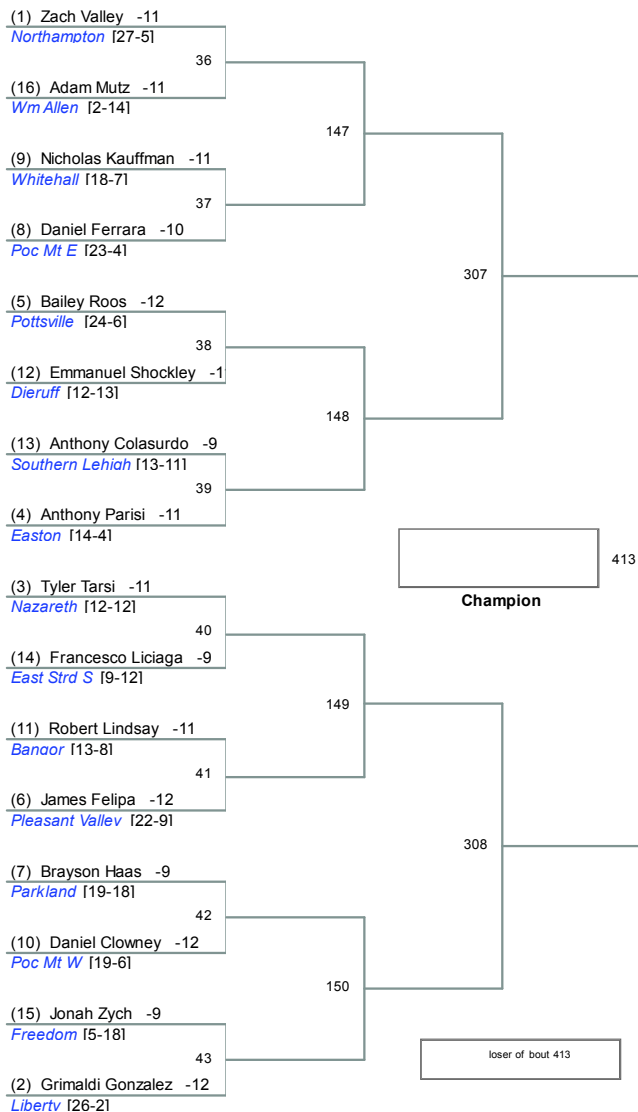 (1) Zach Valley -11
Northampton [27-5]
36
(16) Adam Mutz -11
Wm Allen [2-14]
147
(9) Nicholas Kauffman -11
Whitehall [18-7]
37
(8) Daniel Ferrara -10
Poc Mt E [23-4]
307
(5) Bailey Roos -12
Pottsville [24-6]
38
(12) Emmanuel Shockley -1
Dieruff [12-13]
148
(13) Anthony Colasurdo -9
Southern Lehigh [13-11]
39
(4) Anthony Parisi -11
Easton [14-4]
413
Champion
(3) Tyler Tarsi -11
Nazareth [12-12]
40
(14) Francesco Liciaga -9
East Strd S [9-12]
149
(11) Robert Lindsay -11
Bangor [13-8]
41
(6) James Felipa -12
Pleasant Valley [22-9]
308
(7) Brayson Haas -9
Parkland [19-18]
42
(10) Daniel Clowney -12
Poc Mt W [19-6]
150
(15) Jonah Zych -9
Freedom [5-18]
43
loser of bout 413
(2) Grimaldi Gonzalez -12
Liberty [26-2]